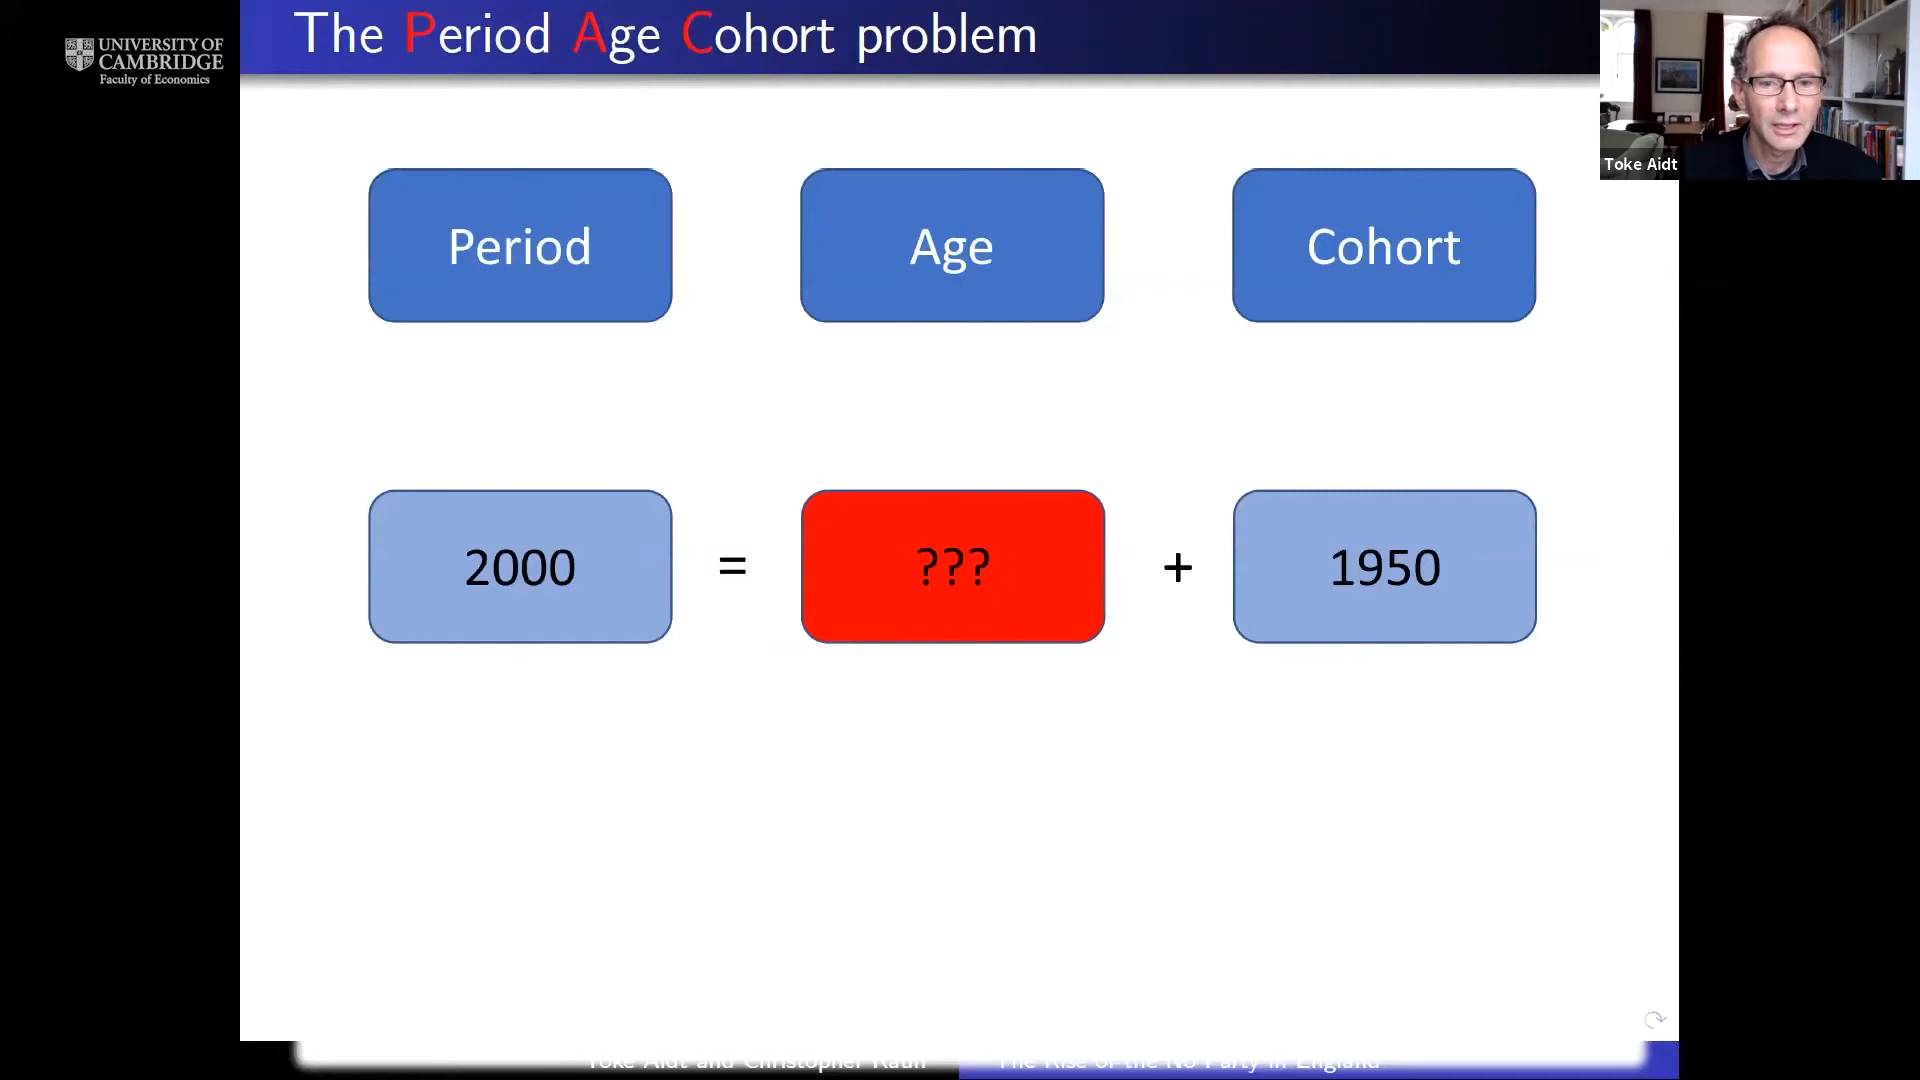 UNIVERSITY OF
CAMBRIDGE
Faculty of Economics
The Period Age Cohort problem
Toke Aidt
Period
Age
Cohort
2000
=
???
+
1950
Toke Aidt and Christopher Rauh
The Rise of the No Party in England